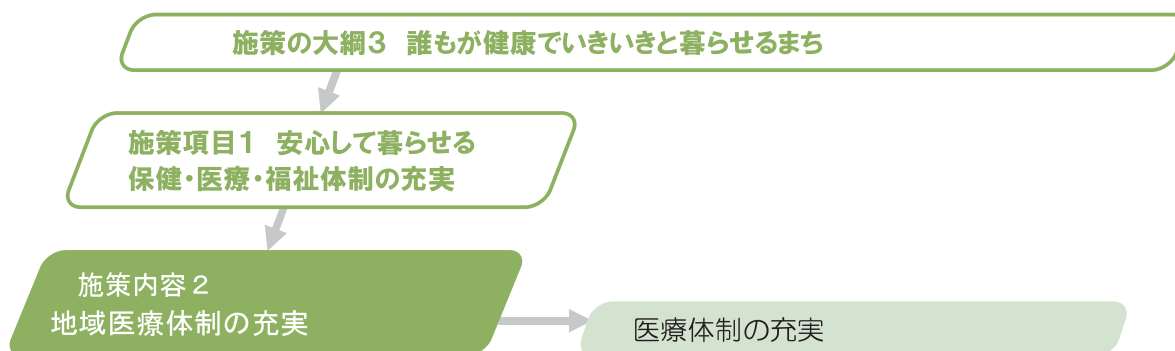 施策の大綱3 誰もが健康でいきいきと暮らせるまち
施策項目1 安心して暮らせる
保健・医療・福祉体制の充実
施策内容2
地域医療体制の充実
医療体制の充実